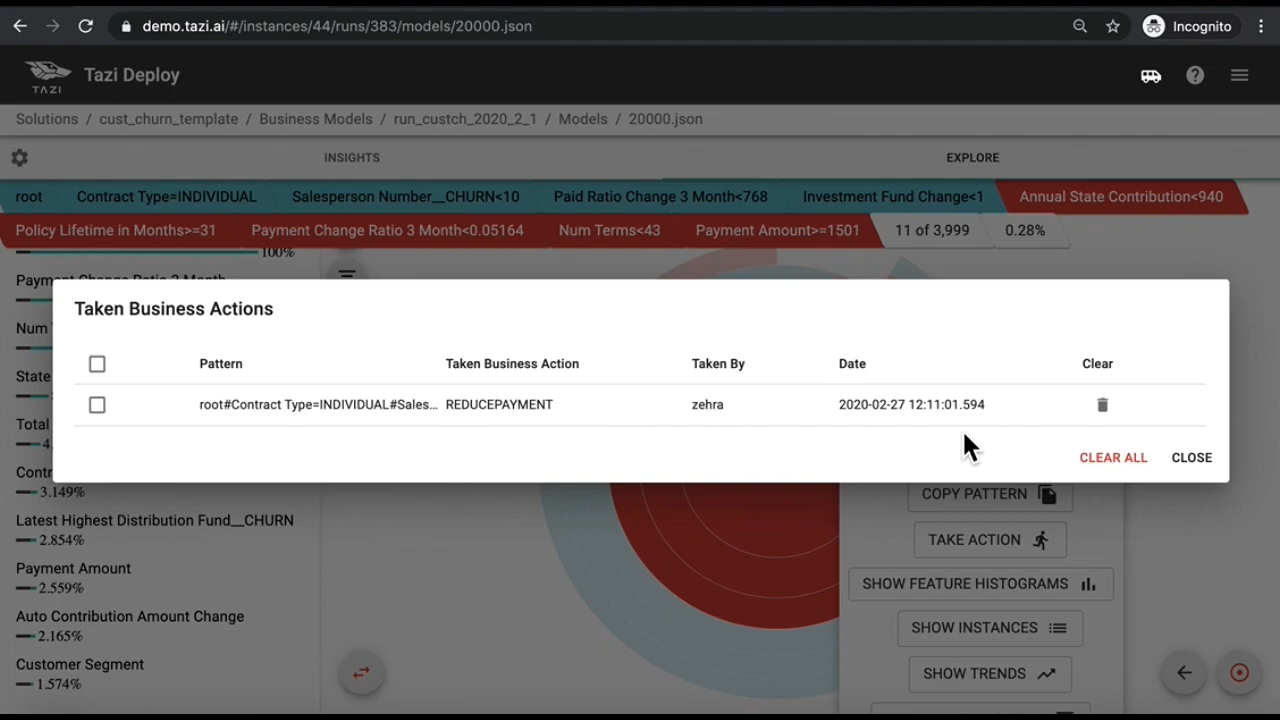 demo.tazi.ai/#/instances/44/runs/383/models/20000.json
Incognito
TAZI
Tazi Deploy
Solutions / cust_churn_template / Business Models / run_custch_2020_2_1 / Models / 20000.json
INSIGHTS
EXPLORE
root Contract Type=INDIVIDUAL Salesperson Number__CHURN<10 Paid Ratio Change 3 Month<768 Investment Fund Change<1 Annual State Contribution<940
Policy Lifetime in Months>=31 Payment Change Ratio 3 Month<0.05164 Num Terms<43 Payment Amount>=1501 11 of 3,999 0.28%
100%
Payment Change Ratio 3 Month
Taken Business Actions
Num
State
Total
4
Contr
3.149%
Pattern Taken Business Action Taken By Date Clear
root#Contract Type=INDIVIDUAL#Sales... REDUCEPAYMENT zehra 2020-02-27 12:11:01.594
CLEAR ALL CLOSE
Latest Highest Distribution Fund__CHURN
2.854%
Payment Amount
2.559%
Auto Contribution Amount Change
2.165%
Customer Segment
1.574%
COPY PATTERN
TAKE ACTION
SHOW FEATURE HISTOGRAMS
SHOW INSTANCES
SHOW TRENDS